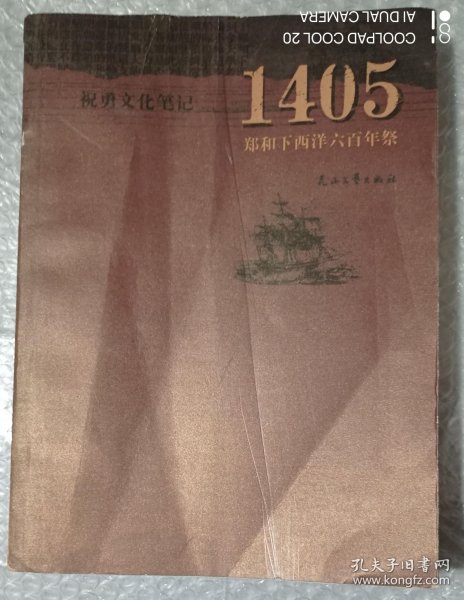 COOLPAD COOL 20
AI DUAL CAMERA
祝勇文化笔记
1405
郑和下西洋六百年祭
花山文艺出版社
孔夫子旧书网
www.kongfz.com